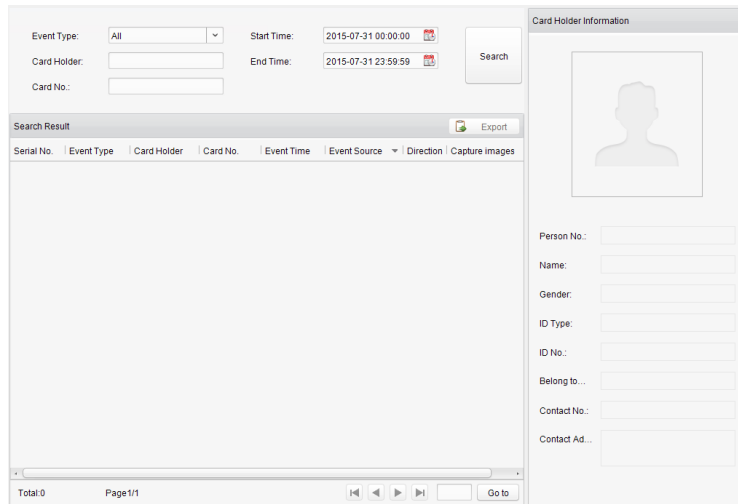 Event Type: All Start Time: 2015-07-31 00:00:00
Card Holder: End Time: 2015-07-31 23:59:59
Search
Card No.:
Search Result Export
Serial No. Event Type Card Holder Card No. Event Time Event Source Direction Capture images
Total:0 Page1/1 Go to
Card Holder Information
Person No.:
Name:
Gender:
ID Type:
ID No.:
Belong to...
Contact No.:
Contact Ad...